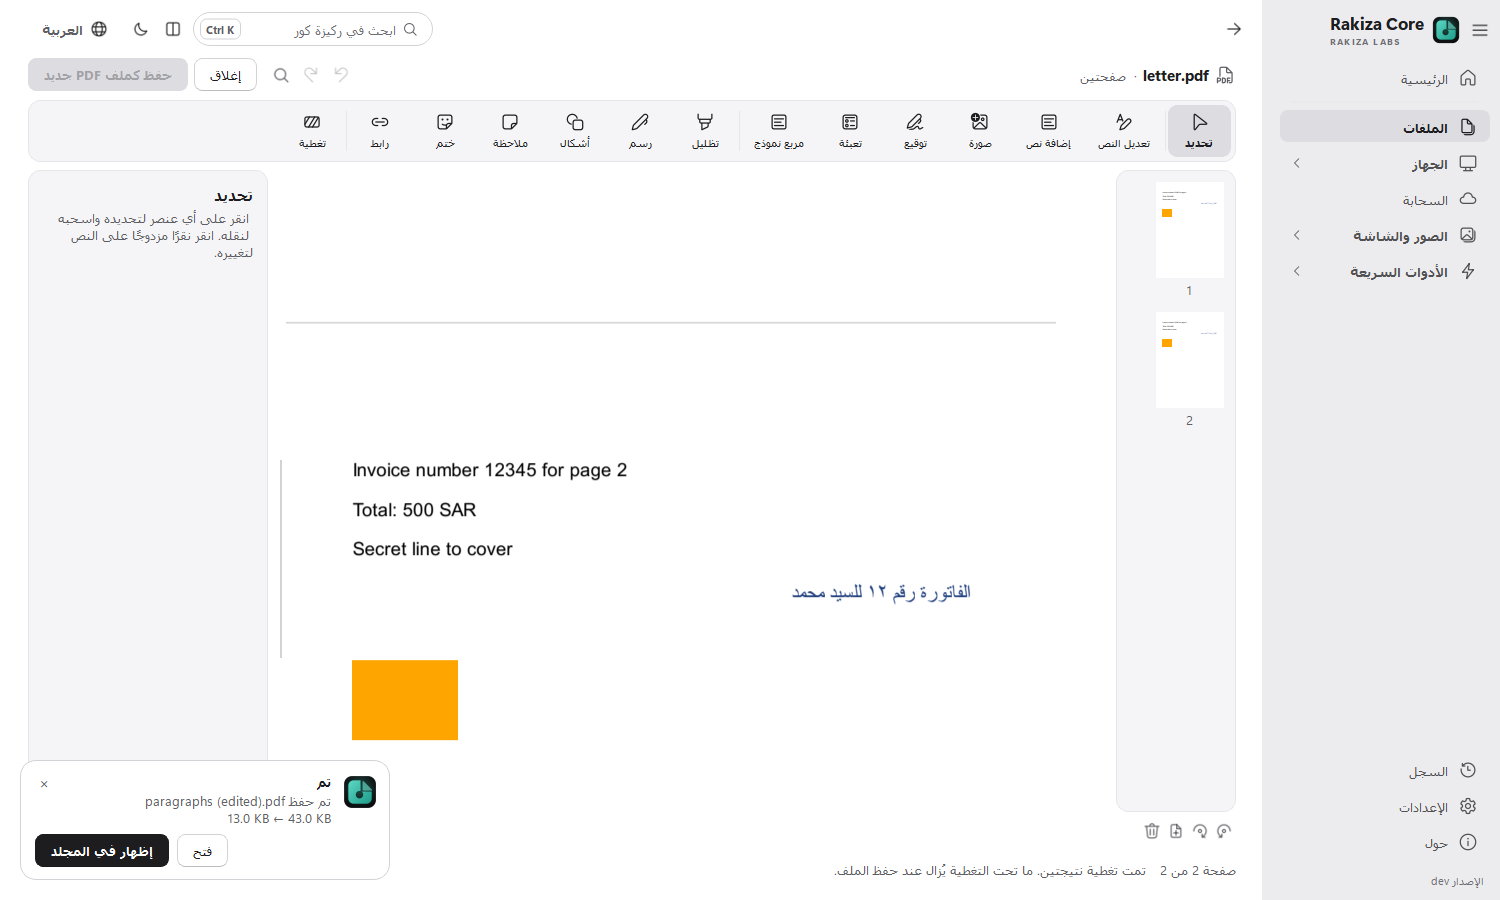 Rakiza Core
RAKIZA LABS
الرئيسية
الملفات
الجهاز
السحابة
الصور والشاشة
الأدوات السريعة
السجل
الإعدادات
حول
الإصدار dev
ابحث في ركيزة كور
Ctrl K
العربية
letter.pdf · صفحتين
إغلاق
حفظ كملف PDF جديد
تحديد
تعديل النص
إضافة نص
صورة
توقيع
تعبئة
مربع نموذج
تظليل
رسم
أشكال
ملاحظة
ختم
رابط
تغطية
1
2
Invoice number 12345 for page 2
Total: 500 SAR
Secret line to cover
الفاتورة رقم ١٢ للسيد محمد
تحديد
انقر على أي عنصر لتحديده واسحبه
لنقله. انقر نقرًا مزدوجًا على النص
لتغييره.
صفحة 2 من 2
تمت تغطية نتيجتين. ما تحت التغطية يُزال عند حفظ الملف.
تم
تم حفظ paragraphs (edited).pdf
43.0 KB ← 13.0 KB
فتح
إظهار في المجلد